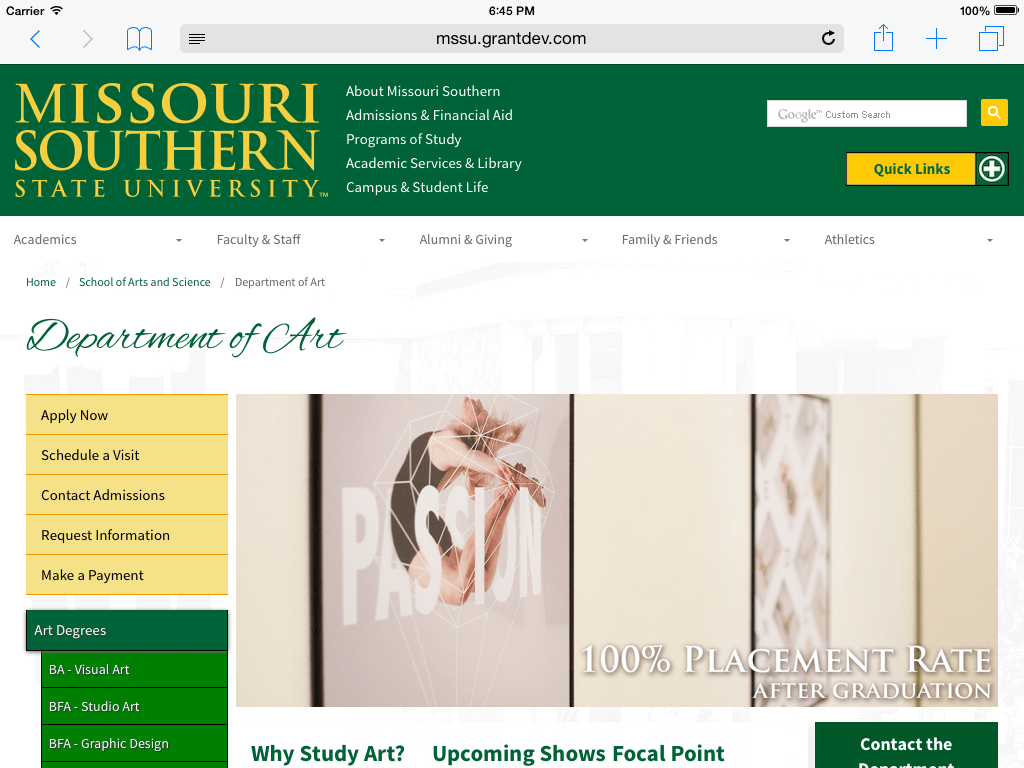 Carrier 6:45 PM 100%
mssu.grantdev.com
MISSOURI
SOUTHERN
STATE UNIVERSITY™
About Missouri Southern
Admissions & Financial Aid
Programs of Study
Academic Services & Library
Campus & Student Life
Google™ Custom Search
Quick Links
Academics Faculty & Staff Alumni & Giving Family & Friends Athletics
Home / School of Arts and Science / Department of Art
Department of Art
Apply Now
Schedule a Visit
Contact Admissions
Request Information
Make a Payment
Art Degrees
BA - Visual Art
BFA - Studio Art
BFA - Graphic Design
PASSION
100% PLACEMENT RATE
AFTER GRADUATION
Why Study Art? Upcoming Shows Focal Point
Contact the
Department